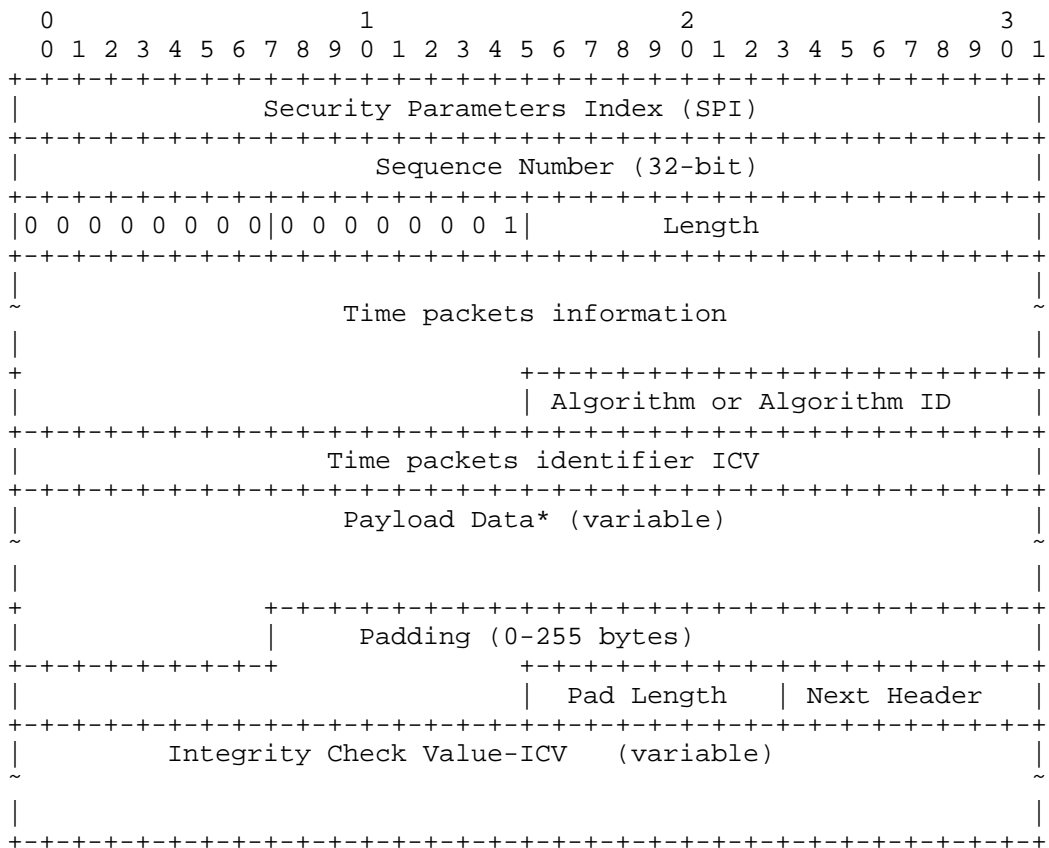 0                   1                   2                   3
 0 1 2 3 4 5 6 7 8 9 0 1 2 3 4 5 6 7 8 9 0 1 2 3 4 5 6 7 8 9 0 1
+-+-+-+-+-+-+-+-+-+-+-+-+-+-+-+-+-+-+-+-+-+-+-+-+-+-+-+-+-+-+-+-+
|               Security Parameters Index (SPI)                 |
+-+-+-+-+-+-+-+-+-+-+-+-+-+-+-+-+-+-+-+-+-+-+-+-+-+-+-+-+-+-+-+-+
|                      Sequence Number (32-bit)                 |
+-+-+-+-+-+-+-+-+-+-+-+-+-+-+-+-+-+-+-+-+-+-+-+-+-+-+-+-+-+-+-+-+
|0 0 0 0 0 0 0 0|0 0 0 0 0 0 0 1|        Length                 |
+-+-+-+-+-+-+-+-+-+-+-+-+-+-+-+-+-+-+-+-+-+-+-+-+-+-+-+-+-+-+-+-+
|                                                               |
~                    Time packets information                   ~
|                                                               |
+                               +-+-+-+-+-+-+-+-+-+-+-+-+-+-+-+-+
|                               | Algorithm or Algorithm ID     |
+-+-+-+-+-+-+-+-+-+-+-+-+-+-+-+-+-+-+-+-+-+-+-+-+-+-+-+-+-+-+-+-+
|                   Time packets identifier ICV                 |
+-+-+-+-+-+-+-+-+-+-+-+-+-+-+-+-+-+-+-+-+-+-+-+-+-+-+-+-+-+-+-+-+
|                    Payload Data* (variable)                   |
~                                                               ~
|                                                               |
+               +-+-+-+-+-+-+-+-+-+-+-+-+-+-+-+-+-+-+-+-+-+-+-+-+
|               |     Padding (0-255 bytes)                     |
+-+-+-+-+-+-+-+-+               +-+-+-+-+-+-+-+-+-+-+-+-+-+-+-+-+
|                               |  Pad Length   | Next Header   |
+-+-+-+-+-+-+-+-+-+-+-+-+-+-+-+-+-+-+-+-+-+-+-+-+-+-+-+-+-+-+-+-+
|         Integrity Check Value-ICV   (variable)                |
~                                                               ~
|                                                               |
+-+-+-+-+-+-+-+-+-+-+-+-+-+-+-+-+-+-+-+-+-+-+-+-+-+-+-+-+-+-+-+-+